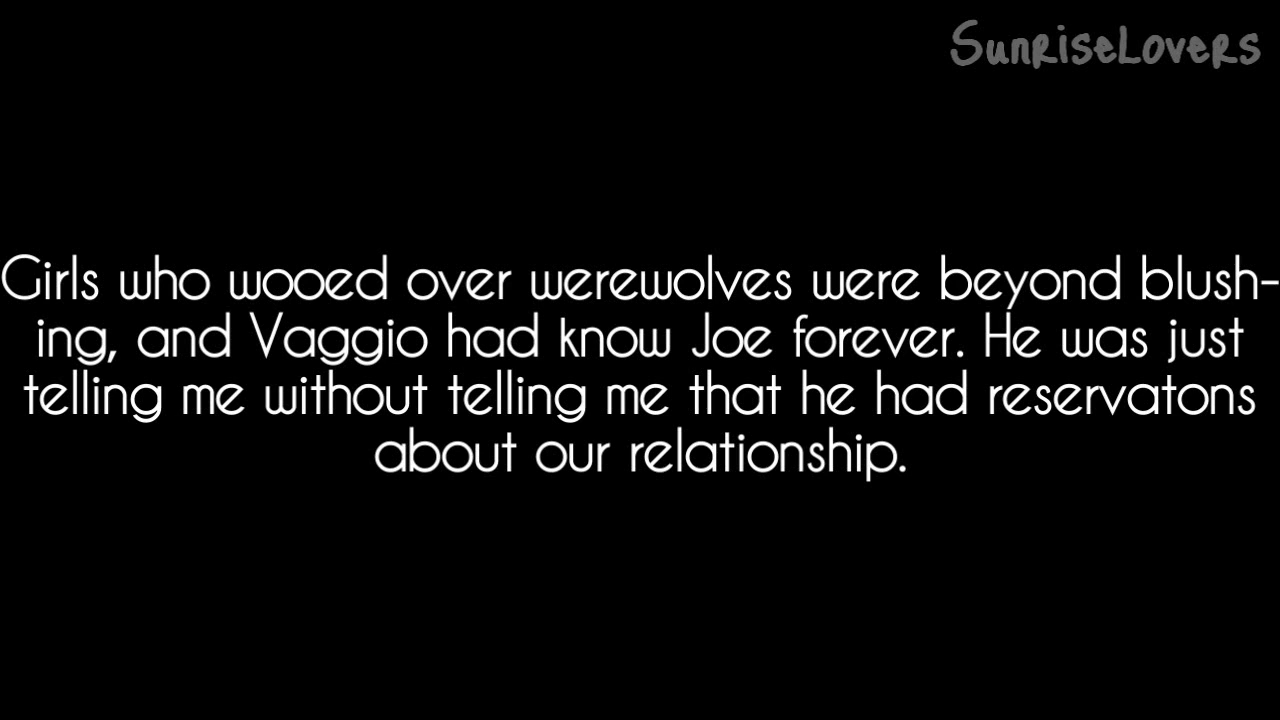 SunriseLovers
Girls who wooed over werewolves were beyond blush-
ing, and Vaggio had know Joe forever. He was just
telling me without telling me that he had reservatons
about our relationship.